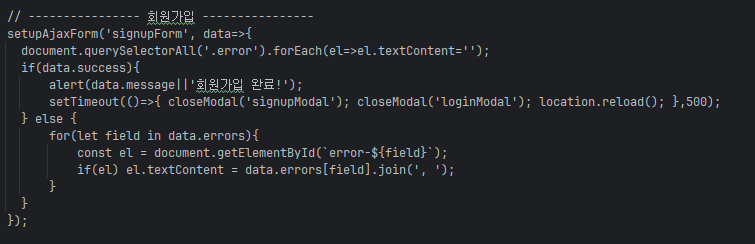 // --------------- 회원가입 ---------------
setupAjaxForm('signupForm', data=>{
  document.querySelectorAll('.error').forEach(el=>el.textContent='');
  if(data.success){
      alert(data.message||'회원가입 완료!');
      setTimeout(()=>{ closeModal('signupModal'); closeModal('loginModal'); location.reload(); },500);
  } else {
      for(let field in data.errors){
          const el = document.getElementById(`error-${field}`);
          if(el) el.textContent = data.errors[field].join(', ');
      }
  }
});